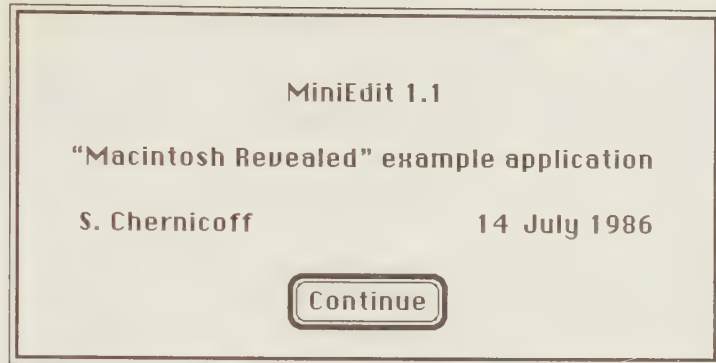 MiniEdit 1.1
“Macintosh Revealed” example application
S. Chernicoff 14 July 1986
Continue